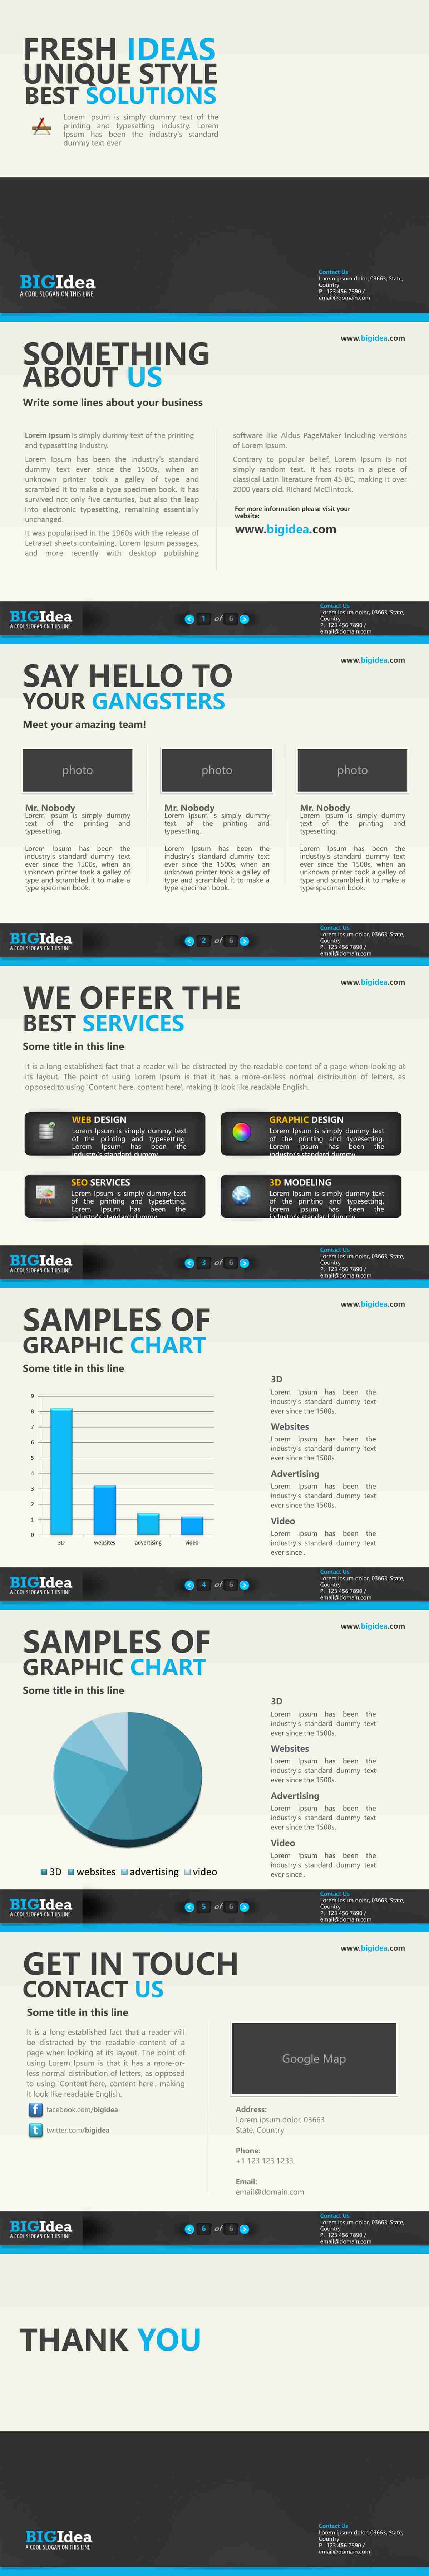 FRESH IDEAS
UNIQUE STYLE
BEST SOLUTIONS
Lorem Ipsum is simply dummy text of the
printing and typesetting industry. Lorem
Ipsum has been the industry's standard
dummy text ever
BIGIdea
A COOL SLOGAN ON THIS LINE
Contact Us
Lorem ipsum dolor, 03663, State,
Country
P. 123 456 7890 /
email@domain.com
www.bigidea.com
SOMETHING
ABOUT US
Write some lines about your business
Lorem Ipsum is simply dummy text of the printing
and typesetting industry.
Lorem Ipsum has been the industry's standard
dummy text ever since the 1500s, when an
unknown printer took a galley of type and
scrambled it to make a type specimen book. It has
survived not only five centuries, but also the leap
into electronic typesetting, remaining essentially
unchanged.
It was popularised in the 1960s with the release of
Letraset sheets containing. Lorem Ipsum passages,
and more recently with desktop publishing
software like Aldus PageMaker including versions
of Lorem Ipsum.
Contrary to popular belief, Lorem Ipsum is not
simply random text. It has roots in a piece of
classical Latin literature from 45 BC, making it over
2000 years old. Richard McClintock.
For more information please visit your
website:
www.bigidea.com
BIGIdea
A COOL SLOGAN ON THIS LINE
1 of 6
Contact Us
Lorem ipsum dolor, 03663, State,
Country
P. 123 456 7890 /
email@domain.com
www.bigidea.com
SAY HELLO TO
YOUR GANGSTERS
Meet your amazing team!
photo
photo
photo
Mr. Nobody
Lorem Ipsum is simply dummy
text of the printing and
typesetting.
Lorem Ipsum has been the
industry's standard dummy text
ever since the 1500s, when an
unknown printer took a galley of
type and scrambled it to make a
type specimen book.
Mr. Nobody
Lorem Ipsum is simply dummy
text of the printing and
typesetting.
Lorem Ipsum has been the
industry's standard dummy text
ever since the 1500s, when an
unknown printer took a galley of
type and scrambled it to make a
type specimen book.
Mr. Nobody
Lorem Ipsum is simply dummy
text of the printing and
typesetting.
Lorem Ipsum has been the
industry's standard dummy text
ever since the 1500s, when an
unknown printer took a galley of
type and scrambled it to make a
type specimen book.
BIGIdea
A COOL SLOGAN ON THIS LINE
2 of 6
Contact Us
Lorem ipsum dolor, 03663, State,
Country
P. 123 456 7890 /
email@domain.com
www.bigidea.com
WE OFFER THE
BEST SERVICES
Some title in this line
It is a long established fact that a reader will be distracted by the readable content of a page when looking at
its layout. The point of using Lorem Ipsum is that it has a more-or-less normal distribution of letters, as
opposed to using 'Content here, content here', making it look like readable English.
WEB DESIGN
Lorem Ipsum is simply dummy text
of the printing and typesetting.
Lorem Ipsum has been the
industry's standard dummy
GRAPHIC DESIGN
Lorem Ipsum is simply dummy text
of the printing and typesetting.
Lorem Ipsum has been the
industry's standard dummy
SEO SERVICES
Lorem Ipsum is simply dummy text
of the printing and typesetting.
Lorem Ipsum has been the
industry's standard dummy
3D MODELING
Lorem Ipsum is simply dummy text
of the printing and typesetting.
Lorem Ipsum has been the
industry's standard dummy
BIGIdea
A COOL SLOGAN ON THIS LINE
3 of 6
Contact Us
Lorem ipsum dolor, 03663, State,
Country
P. 123 456 7890 /
email@domain.com
www.bigidea.com
SAMPLES OF
GRAPHIC CHART
Some title in this line
9
8
7
6
5
4
3
2
1
0
3D websites advertising video
3D
Lorem Ipsum has been the
industry's standard dummy text
ever since the 1500s.
Websites
Lorem Ipsum has been the
industry's standard dummy text
ever since the 1500s.
Advertising
Lorem Ipsum has been the
industry's standard dummy text
ever since the 1500s.
Video
Lorem Ipsum has been the
industry's standard dummy text
ever since .
BIGIdea
A COOL SLOGAN ON THIS LINE
4 of 6
Contact Us
Lorem ipsum dolor, 03663, State,
Country
P. 123 456 7890 /
email@domain.com
www.bigidea.com
SAMPLES OF
GRAPHIC CHART
Some title in this line
3D websites advertising video
3D
Lorem Ipsum has been the
industry's standard dummy text
ever since the 1500s.
Websites
Lorem Ipsum has been the
industry's standard dummy text
ever since the 1500s.
Advertising
Lorem Ipsum has been the
industry's standard dummy text
ever since the 1500s.
Video
Lorem Ipsum has been the
industry's standard dummy text
ever since .
BIGIdea
A COOL SLOGAN ON THIS LINE
5 of 6
Contact Us
Lorem ipsum dolor, 03663, State,
Country
P. 123 456 7890 /
email@domain.com
www.bigidea.com
GET IN TOUCH
CONTACT US
Some title in this line
It is a long established fact that a reader will
be distracted by the readable content of a
page when looking at its layout. The point of
using Lorem Ipsum is that it has a more-or-
less normal distribution of letters, as opposed
to using 'Content here, content here', making
it look like readable English.
facebook.com/bigidea
twitter.com/bigidea
Google Map
Address:
Lorem ipsum dolor, 03663
State, Country
Phone:
+1 123 123 1233
Email:
email@domain.com
BIGIdea
A COOL SLOGAN ON THIS LINE
6 of 6
Contact Us
Lorem ipsum dolor, 03663, State,
Country
P. 123 456 7890 /
email@domain.com
THANK YOU
BIGIdea
A COOL SLOGAN ON THIS LINE
Contact Us
Lorem ipsum dolor, 03663, State,
Country
P. 123 456 7890 /
email@domain.com